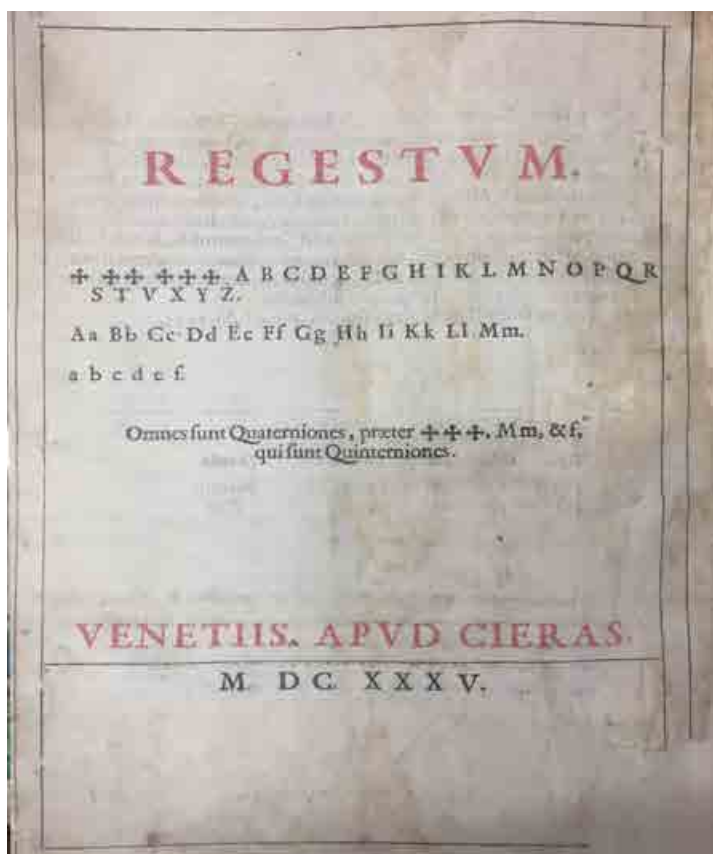 REGESTVM.
✢ ✢✢ ✢✢✢ A B C D E F G H I K L M N O P Q R
S T V X Y Z.
Aa Bb Cc Dd Ee Ff Gg Hh Ii Kk Ll Mm.
a b c d e f.
Omnes ſunt Quaterniones, præter ✢✢✢, Mm, & f,
qui ſunt Quinterniones.
VENETIIS. APVD CIERAS.
M. DC. XXXV.